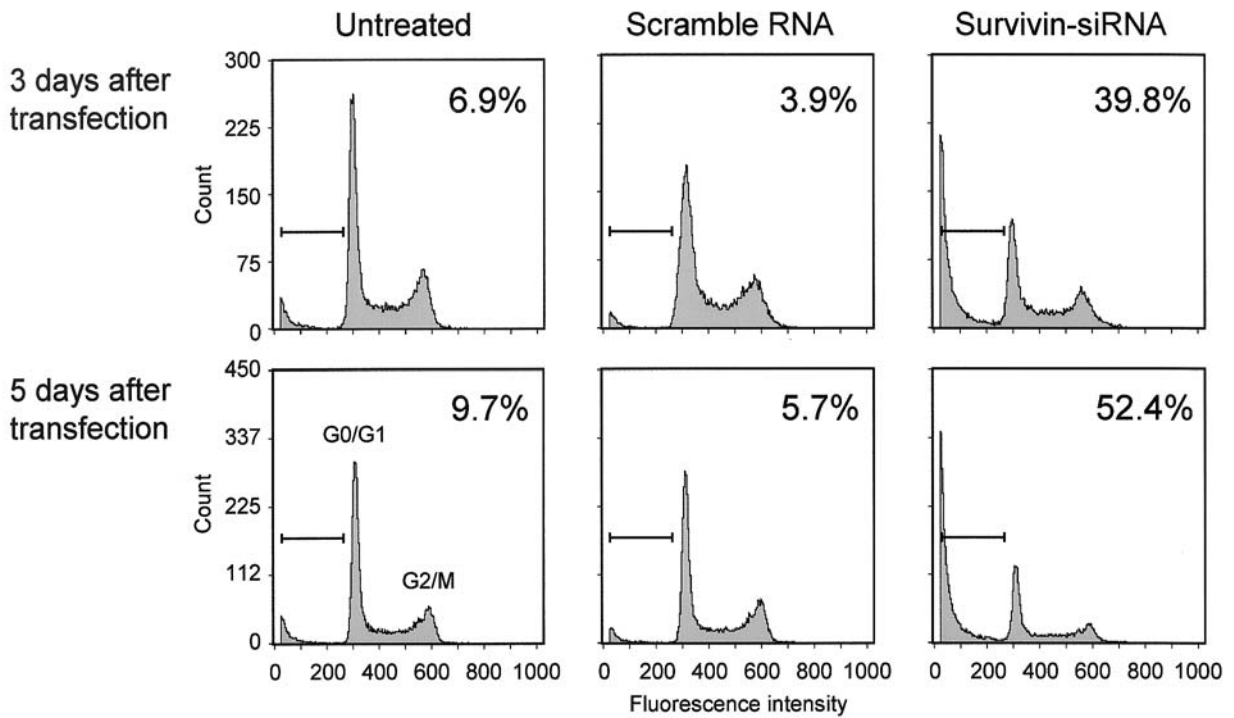 Untreated
Scramble RNA
Survivin-siRNA
3 days after
transfection
300
225
150
75
0
Count
6.9%
3.9%
39.8%
5 days after
transfection
450
337
225
112
0
Count
9.7%
G0/G1
G2/M
5.7%
52.4%
0 200 400 600 800 1000
0 200 400 600 800 1000
0 200 400 600 800 1000
Fluorescence intensity